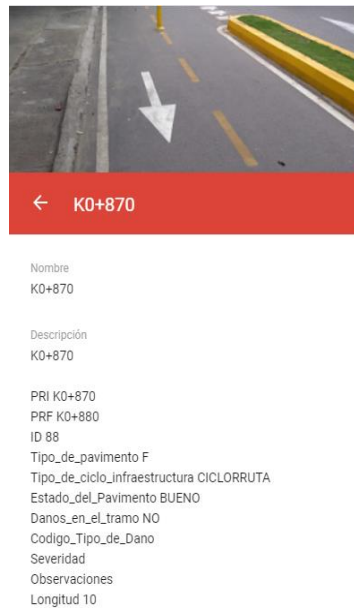 K0+870
Nombre
K0+870
Descripción
K0+870
PRI K0+870
PRF K0+880
ID 88
Tipo_de_pavimento F
Tipo_de_ciclo_infraestructura CICLORRUTA
Estado_del_Pavimento BUENO
Danos_en_el_tramo NO
Codigo_Tipo_de_Dano
Severidad
Observaciones
Longitud 10